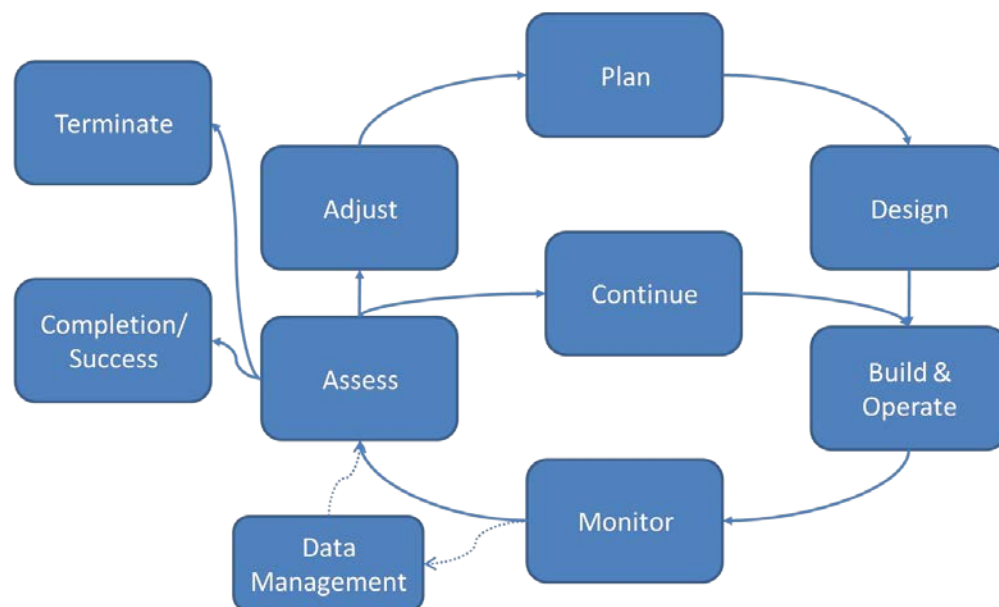 Plan
Terminate
Adjust
Design
Continue
Completion/
Success
Assess
Build &
Operate
Monitor
Data
Management